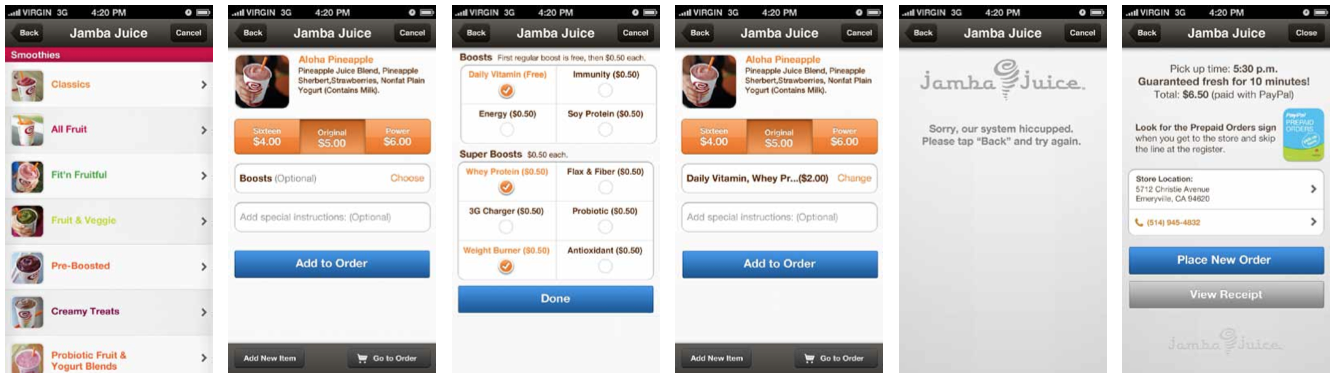 VIRGIN 3G 4:20 PM
Back Jamba Juice Cancel
Smoothies
Classics
All Fruit
Fit'n Fruitful
Fruit & Veggie
Pre-Boosted
Creamy Treats
Probiotic Fruit &
Yogurt Blends
VIRGIN 3G 4:20 PM
Back Jamba Juice Cancel
Aloha Pineapple
Pineapple Juice Blend, Pineapple
Sherbert,Strawberries, Nonfat Plain
Yogurt (Contains Milk).
Sixteen Original Power
$4.00 $5.00 $6.00
Boosts (Optional) Choose
Add special instructions: (Optional)
Add to Order
Add New Item Go to Order
VIRGIN 3G 4:20 PM
Back Jamba Juice Cancel
Boosts First regular boost is free, then $0.50 each.
Daily Vitamin (Free) Immunity ($0.50)
Energy ($0.50) Soy Protein ($0.50)
Super Boosts $0.50 each.
Whey Protein ($0.50) Flax & Fiber ($0.50)
3G Charger ($0.50) Probiotic ($0.50)
Weight Burner ($0.50) Antioxidant ($0.50)
Done
VIRGIN 3G 4:20 PM
Back Jamba Juice Cancel
Aloha Pineapple
Pineapple Juice Blend, Pineapple
Sherbert,Strawberries, Nonfat Plain
Yogurt (Contains Milk).
Sixteen Original Power
$4.00 $5.00 $6.00
Daily Vitamin, Whey Pr...($2.00) Change
Add special instructions: (Optional)
Add to Order
Add New Item Go to Order
VIRGIN 3G 4:20 PM
Back Jamba Juice Cancel
Jamba Juice
Sorry, our system hiccupped.
Please tap "Back" and try again.
VIRGIN 3G 4:20 PM
Back Jamba Juice Close
Pick up time: 5:30 p.m.
Guaranteed fresh for 10 minutes!
Total: $6.50 (paid with PayPal)
Look for the Prepaid Orders sign
when you get to the store and skip
the line at the register.
PayPal
PREPAID
ORDERS
Store Location:
5712 Christie Avenue
Emeryville, CA 94620
(514) 945-4032
Place New Order
View Receipt
Jamba Juice